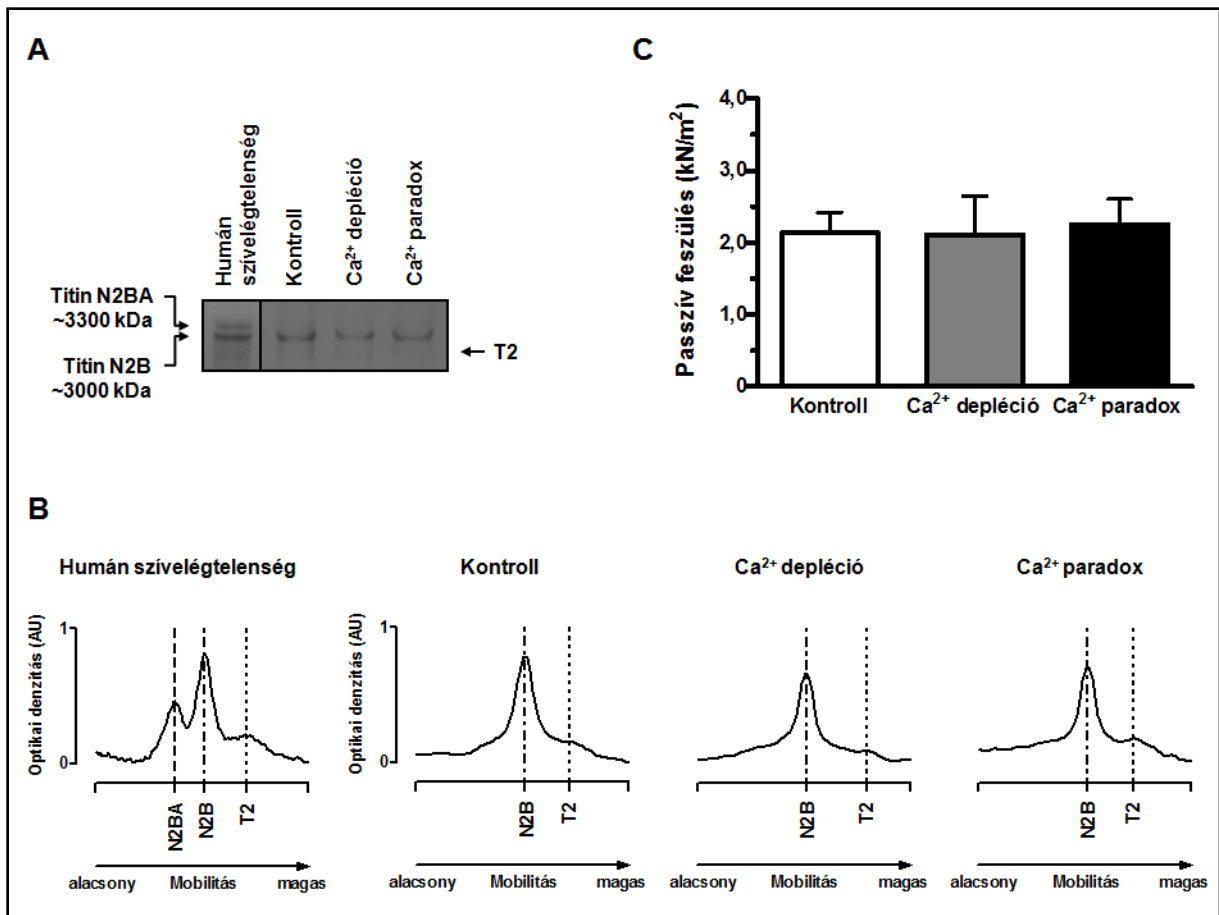 A
Humán
szívelégtelenség
Kontroll
Ca²⁺ depléció
Ca²⁺ paradox
Titin N2BA
~3300 kDa
Titin N2B
~3000 kDa
T2
C
Passzív feszülés (kN/m²)
4,0
3,0
2,0
1,0
0
Kontroll
Ca²⁺ depléció
Ca²⁺ paradox
B
Humán szívelégtelenség
Optikai denzitás (AU)
1
0
N2BA
N2B
T2
alacsony
Mobilitás
magas
Kontroll
Optikai denzitás (AU)
1
0
N2B
T2
alacsony
Mobilitás
magas
Ca²⁺ depléció
N2B
T2
alacsony
Mobilitás
magas
Ca²⁺ paradox
N2B
T2
alacsony
Mobilitás
magas